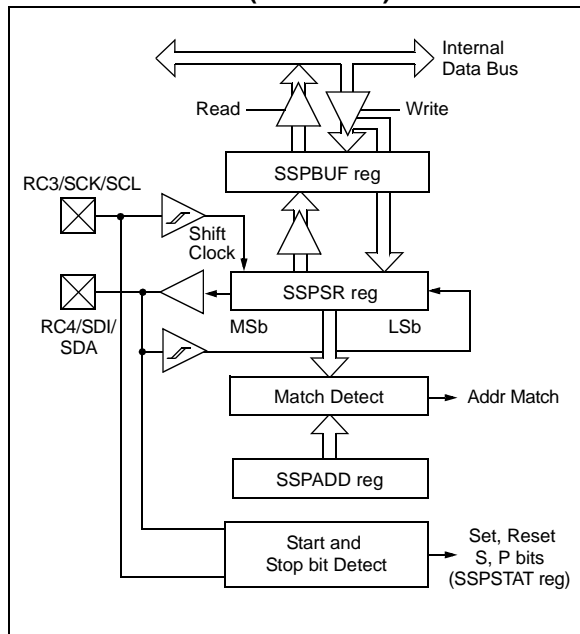 Internal
Data Bus
Read
Write
SSPBUF reg
RC3/SCK/SCL
Shift
Clock
SSPSR reg
MSb
LSb
RC4/SDI/
SDA
Match Detect
Addr Match
SSPADD reg
Start and
Stop bit Detect
Set, Reset
S, P bits
(SSPSTAT reg)